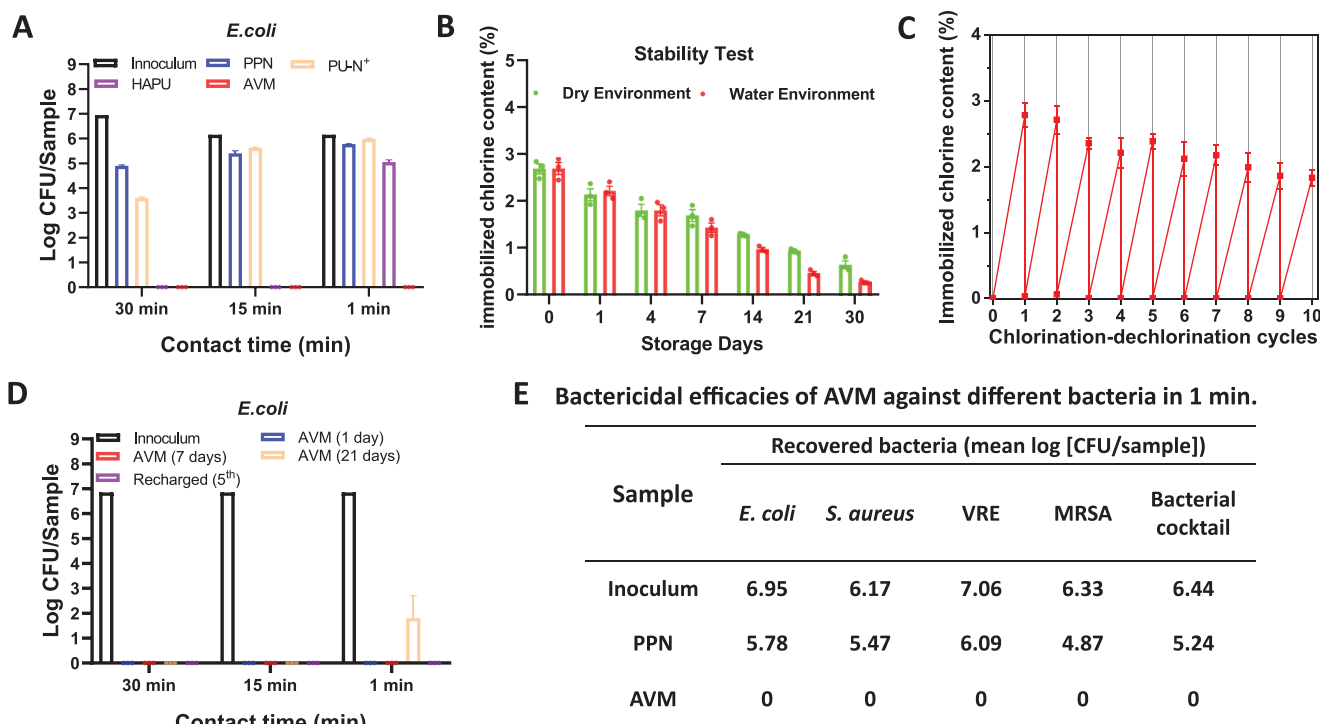 A
E.coli
Innoculum PPN PU-N+
HAPU AVM
9
8
7
6
5
4
3
2
1
0
Log CFU/Sample
30 min 15 min 1 min
Contact time (min)
B
Stability Test
Dry Environment Water Environment
5
4
3
2
1
0
immobilized chlorine content (%)
0 1 4 7 14 21 30
Storage Days
C
4
3
2
1
0
Immobilized chlorine content (%)
0 1 2 3 4 5 6 7 8 9 10
Chlorination-dechlorination cycles
D
E.coli
Innoculum AVM (1 day)
AVM (7 days) AVM (21 days)
Recharged (5th)
9
8
7
6
5
4
3
2
1
0
Log CFU/Sample
30 min 15 min 1 min
Contact time (min)
E Bactericidal efficacies of AVM against different bacteria in 1 min.
Recovered bacteria (mean log [CFU/sample])
Sample E. coli S. aureus VRE MRSA Bacterial
cocktail
Inoculum 6.95 6.17 7.06 6.33 6.44
PPN 5.78 5.47 6.09 4.87 5.24
AVM 0 0 0 0 0